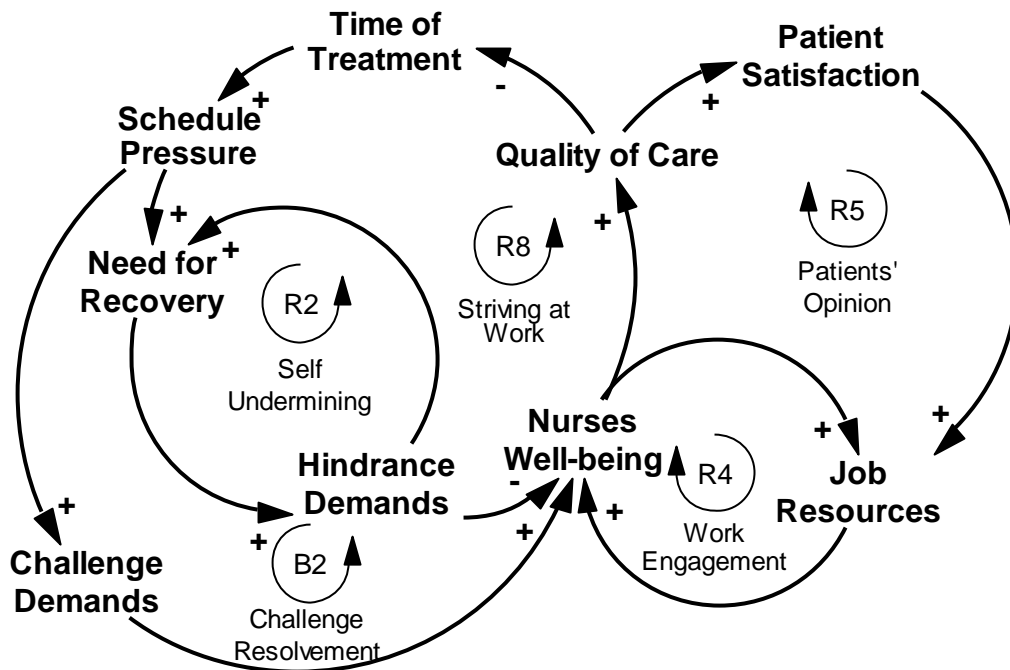 Time of
Treatment
Patient
Satisfaction
-
+
+
Schedule
Pressure
Quality of Care
+
+
+
Need for
Recovery
R2
Self
Undermining
R8
Striving at
Work
R5
Patients'
Opinion
Nurses
Well-being
+
+
Hindrance
Demands
-
R4
Job
Resources
+
+
+
+
Work
Engagement
Challenge
Demands
B2
Challenge
Resolvement